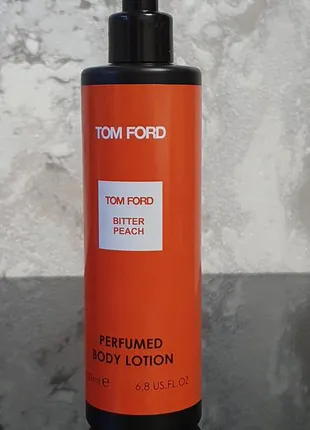 TOM FORD
TOM FORD
BITTER
PEACH
PERFUMED
BODY LOTION
6,8 US.FL.OZ